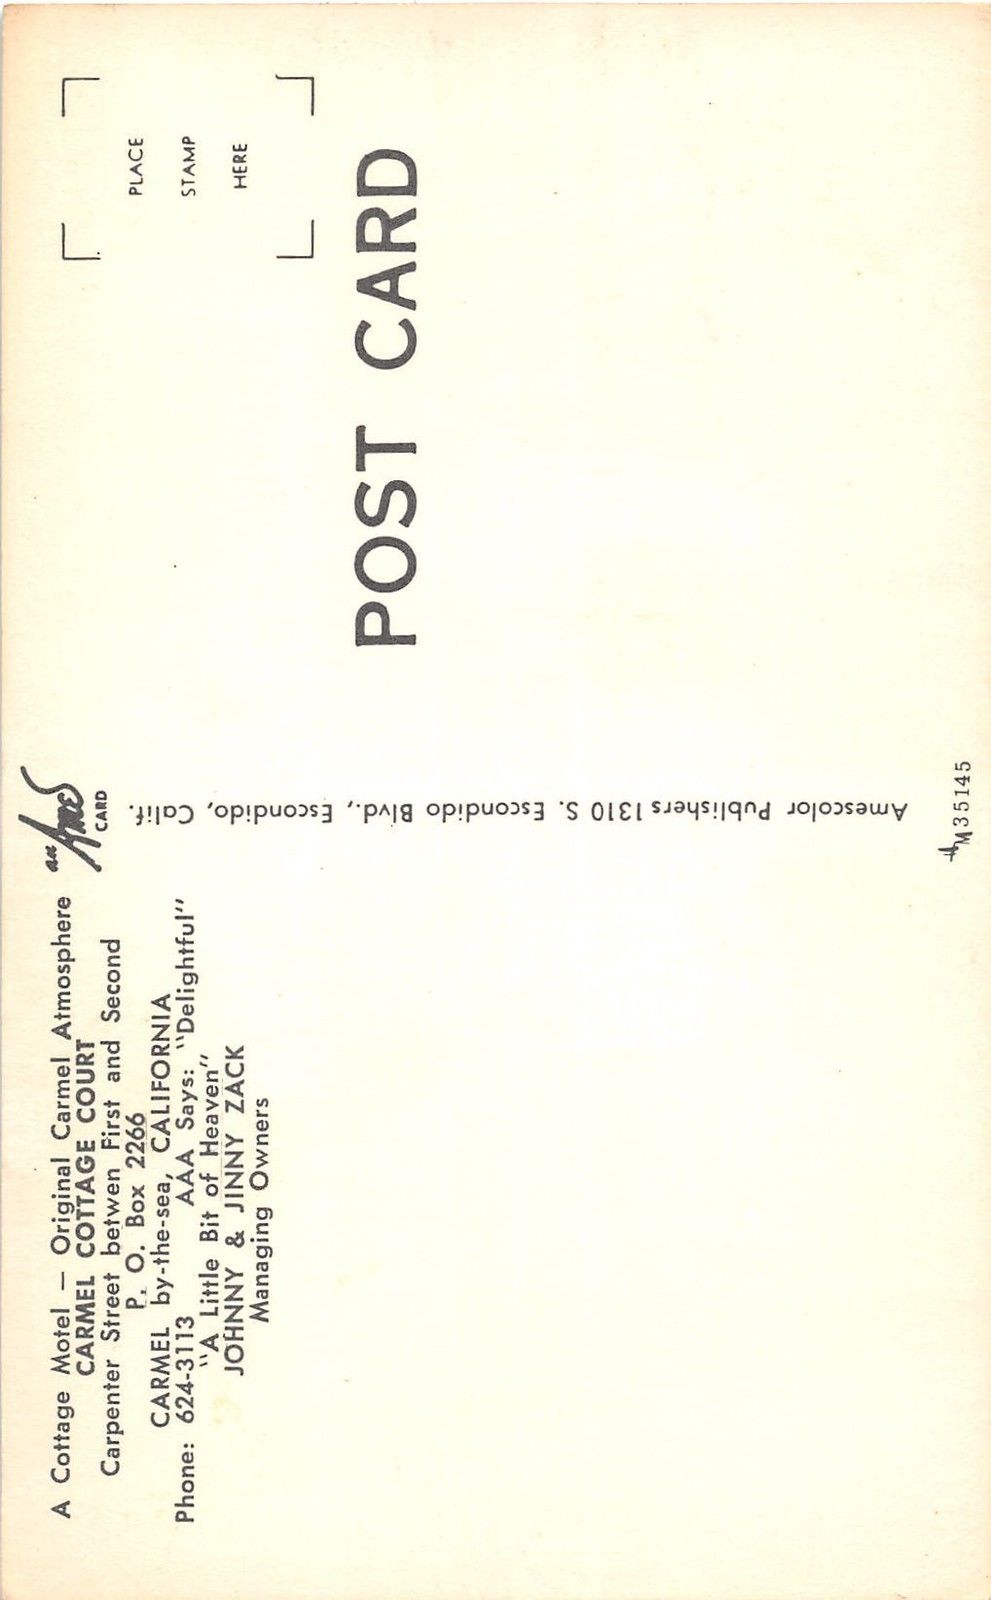 A Cottage Motel — Original Carmel Atmosphere
CARMEL COTTAGE COURT
Carpenter Street betwen First and Second
P. O. Box 2266
CARMEL by-the-sea, CALIFORNIA
Phone: 624-3113 AAA Says: "Delightful"
"A Little Bit of Heaven"
JOHNNY & JINNY ZACK
Managing Owners
an Ames
CARD
Amescolor Publishers 1310 S. Escondido Blvd., Escondido, Calif.
#M35145
POST CARD
PLACE
STAMP
HERE